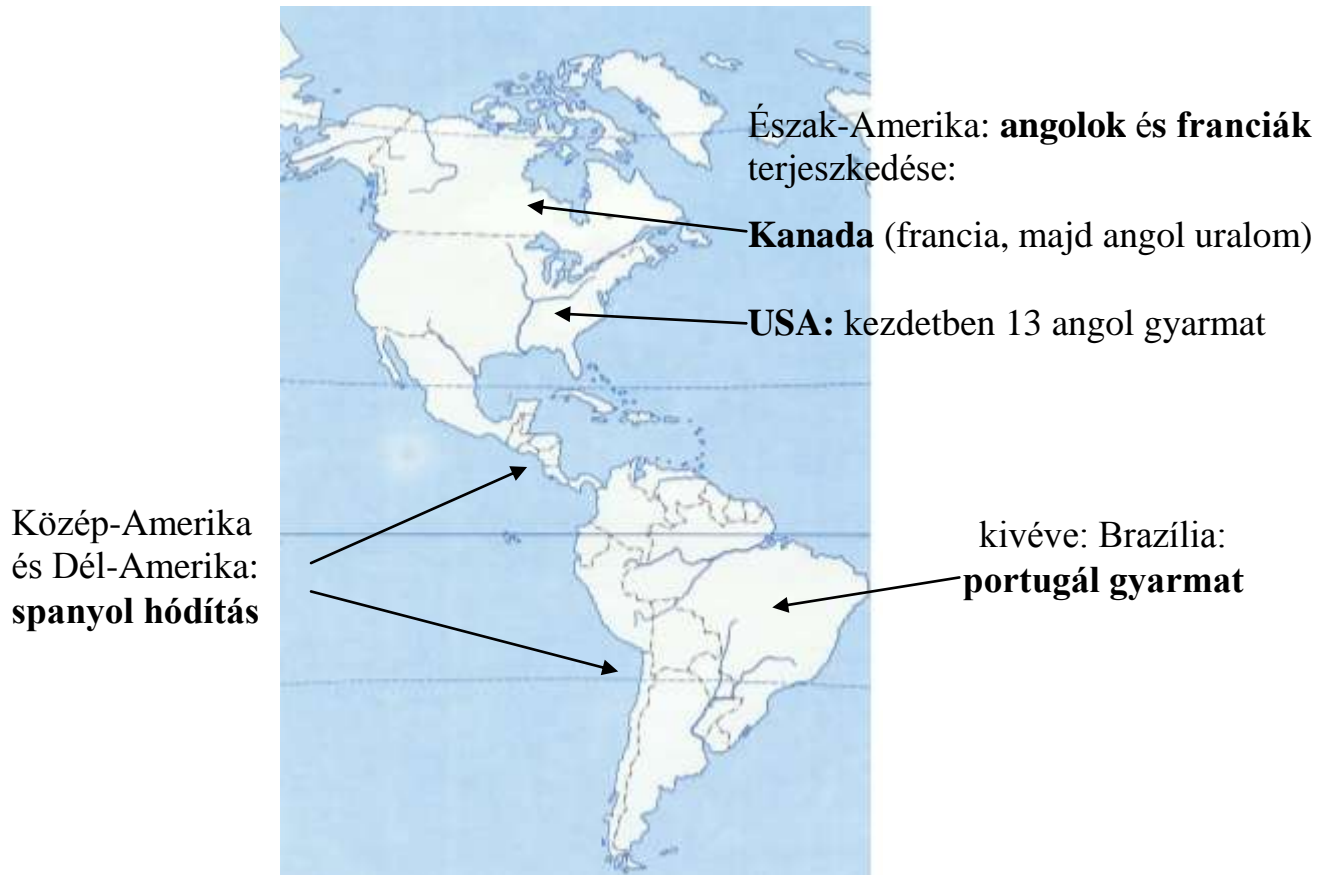 Észak-Amerika: angolok és franciák
terjeszkedése:
Kanada (francia, majd angol uralom)
USA: kezdetben 13 angol gyarmat
Közép-Amerika
és Dél-Amerika:
spanyol hódítás
kivéve: Brazília:
portugál gyarmat